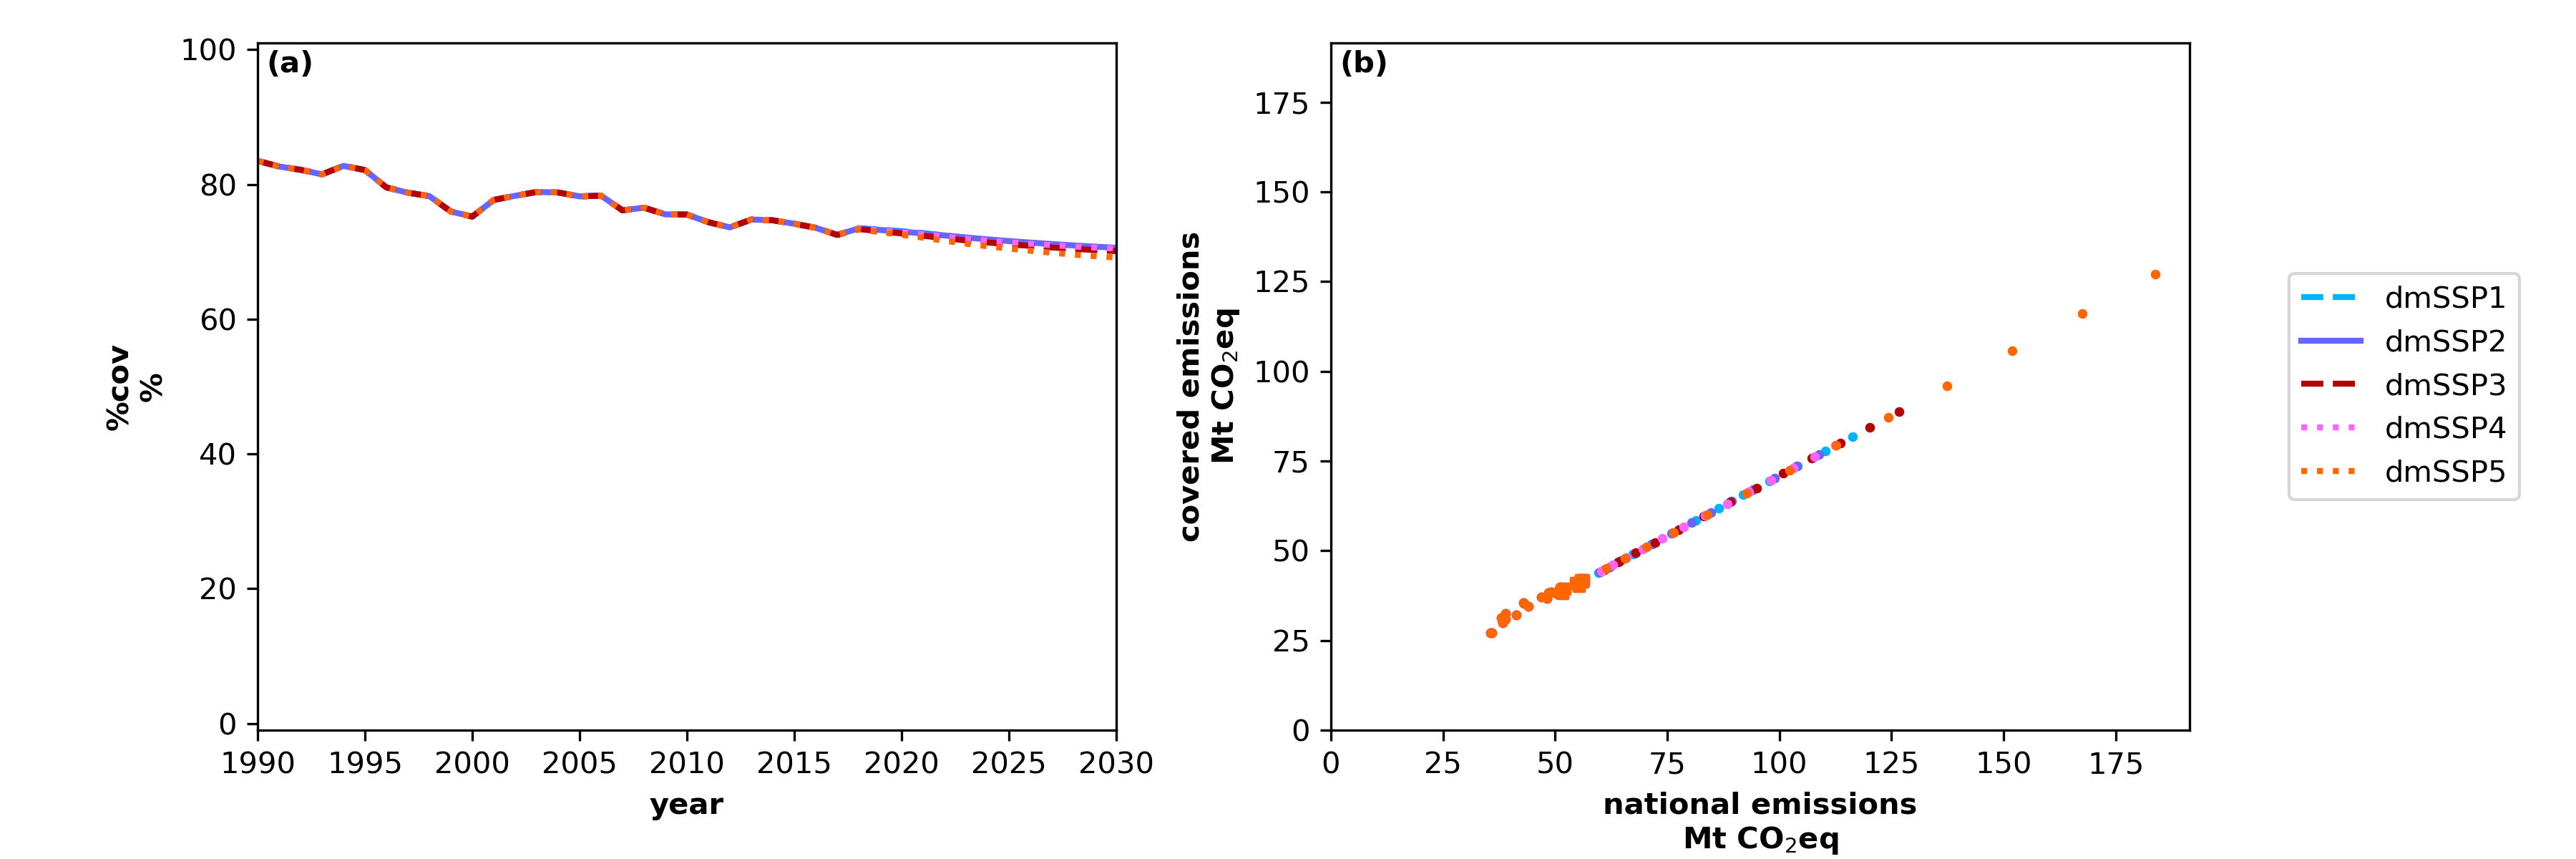 (a)
%cov
%
100
80
60
40
20
0
1990 1995 2000 2005 2010 2015 2020 2025 2030
year
(b)
covered emissions
Mt CO₂eq
175
150
125
100
75
50
25
0
0 25 50 75 100 125 150 175
national emissions
Mt CO₂eq
dmSSP1
dmSSP2
dmSSP3
dmSSP4
dmSSP5